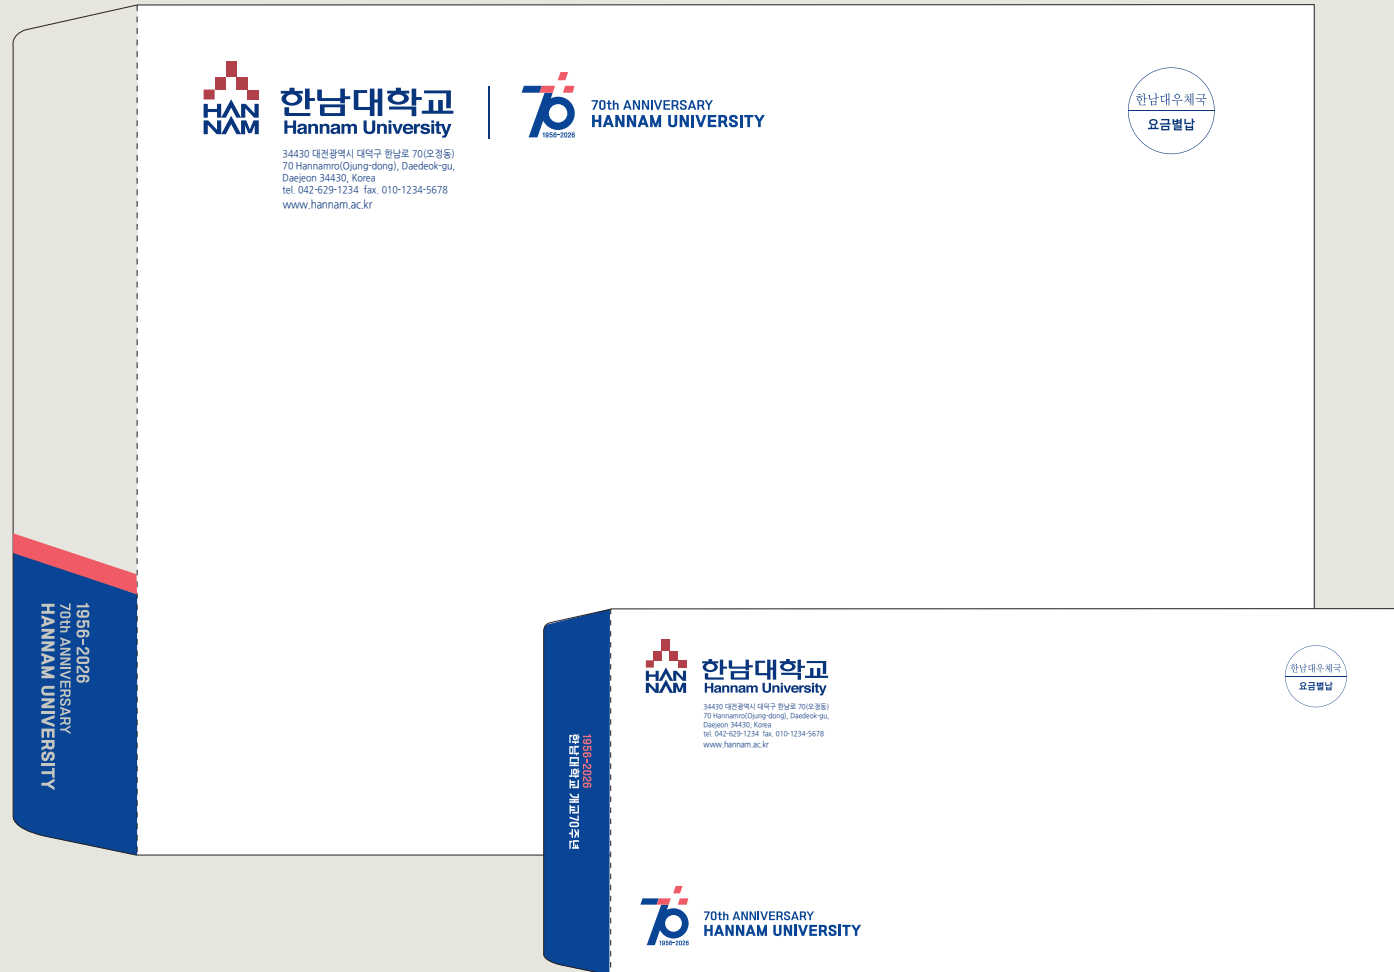 HAN
NAM
한남대학교
Hannam University
34430 대전광역시 대덕구 한남로 70(오정동)
70 Hannamro(Ojung-dong), Daedeok-gu,
Daejeon 34430, Korea
tel. 042-629-1234 fax. 010-1234-5678
www.hannam.ac.kr
70
1956-2026
70th ANNIVERSARY
HANNAM UNIVERSITY
한남대우체국
요금별납
1956-2026
70th ANNIVERSARY
HANNAM UNIVERSITY
HAN
NAM
한남대학교
Hannam University
34430 대전광역시 대덕구 한남로 70(오정동)
70 Hannamro(Ojung-dong), Daedeok-gu,
Daejeon 34430, Korea
tel. 042-629-1234 fax. 010-1234-5678
www.hannam.ac.kr
한남대우체국
요금별납
1956-2026
한남대학교 개교70주년
70
1956-2026
70th ANNIVERSARY
HANNAM UNIVERSITY